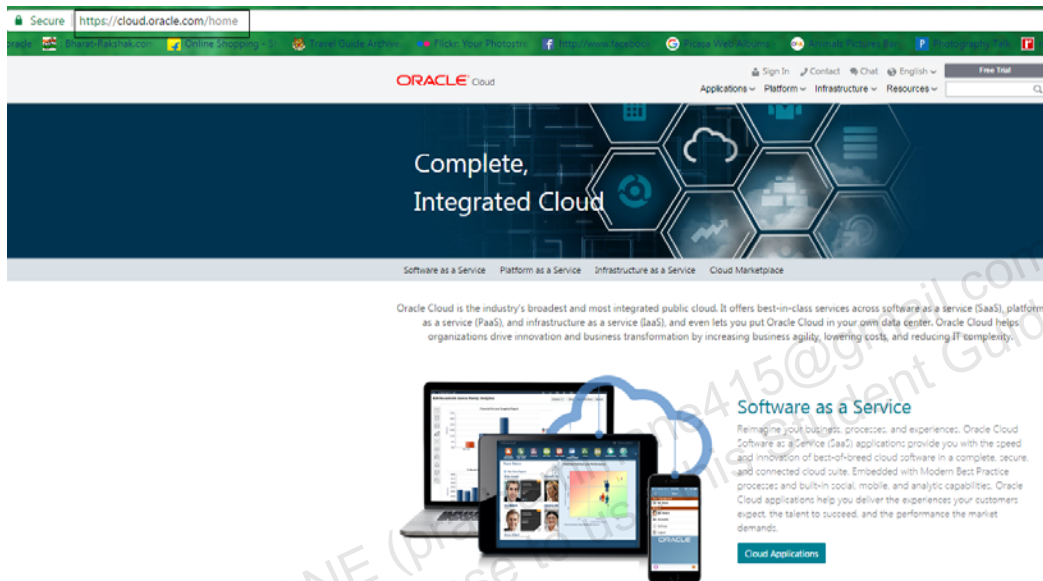 Secure https://cloud.oracle.com/home
oracle Bharat-Rakshak.com Online Shopping - S Travel Guide Archive Flickr: Your Photostre http://www.facebook Picasa Web Albums Animals Pictures Photography Talk
Sign In Contact Chat English Free Trial
ORACLE Cloud
Applications Platform Infrastructure Resources
Complete,
Integrated Cloud
Software as a Service Platform as a Service Infrastructure as a Service Cloud Marketplace
Oracle Cloud is the industry's broadest and most integrated public cloud. It offers best-in-class services across software as a service (SaaS), platform
as a service (PaaS), and infrastructure as a service (IaaS), and even lets you put Oracle Cloud in your own data center. Oracle Cloud helps
organizations drive innovation and business transformation by increasing business agility, lowering costs, and reducing IT complexity.
Software as a Service
Reimagine your business, processes, and experiences. Oracle Cloud
Software as a Service (SaaS) applications provide you with the speed
and innovation of best-of-breed cloud software in a complete, secure,
and connected cloud suite. Embedded with Modern Best Practice
processes and built-in social, mobile, and analytic capabilities, Oracle
Cloud applications help you deliver the experiences your customers
expect, the talent to succeed, and the performance the market
demands.
Cloud Applications
ORACLE